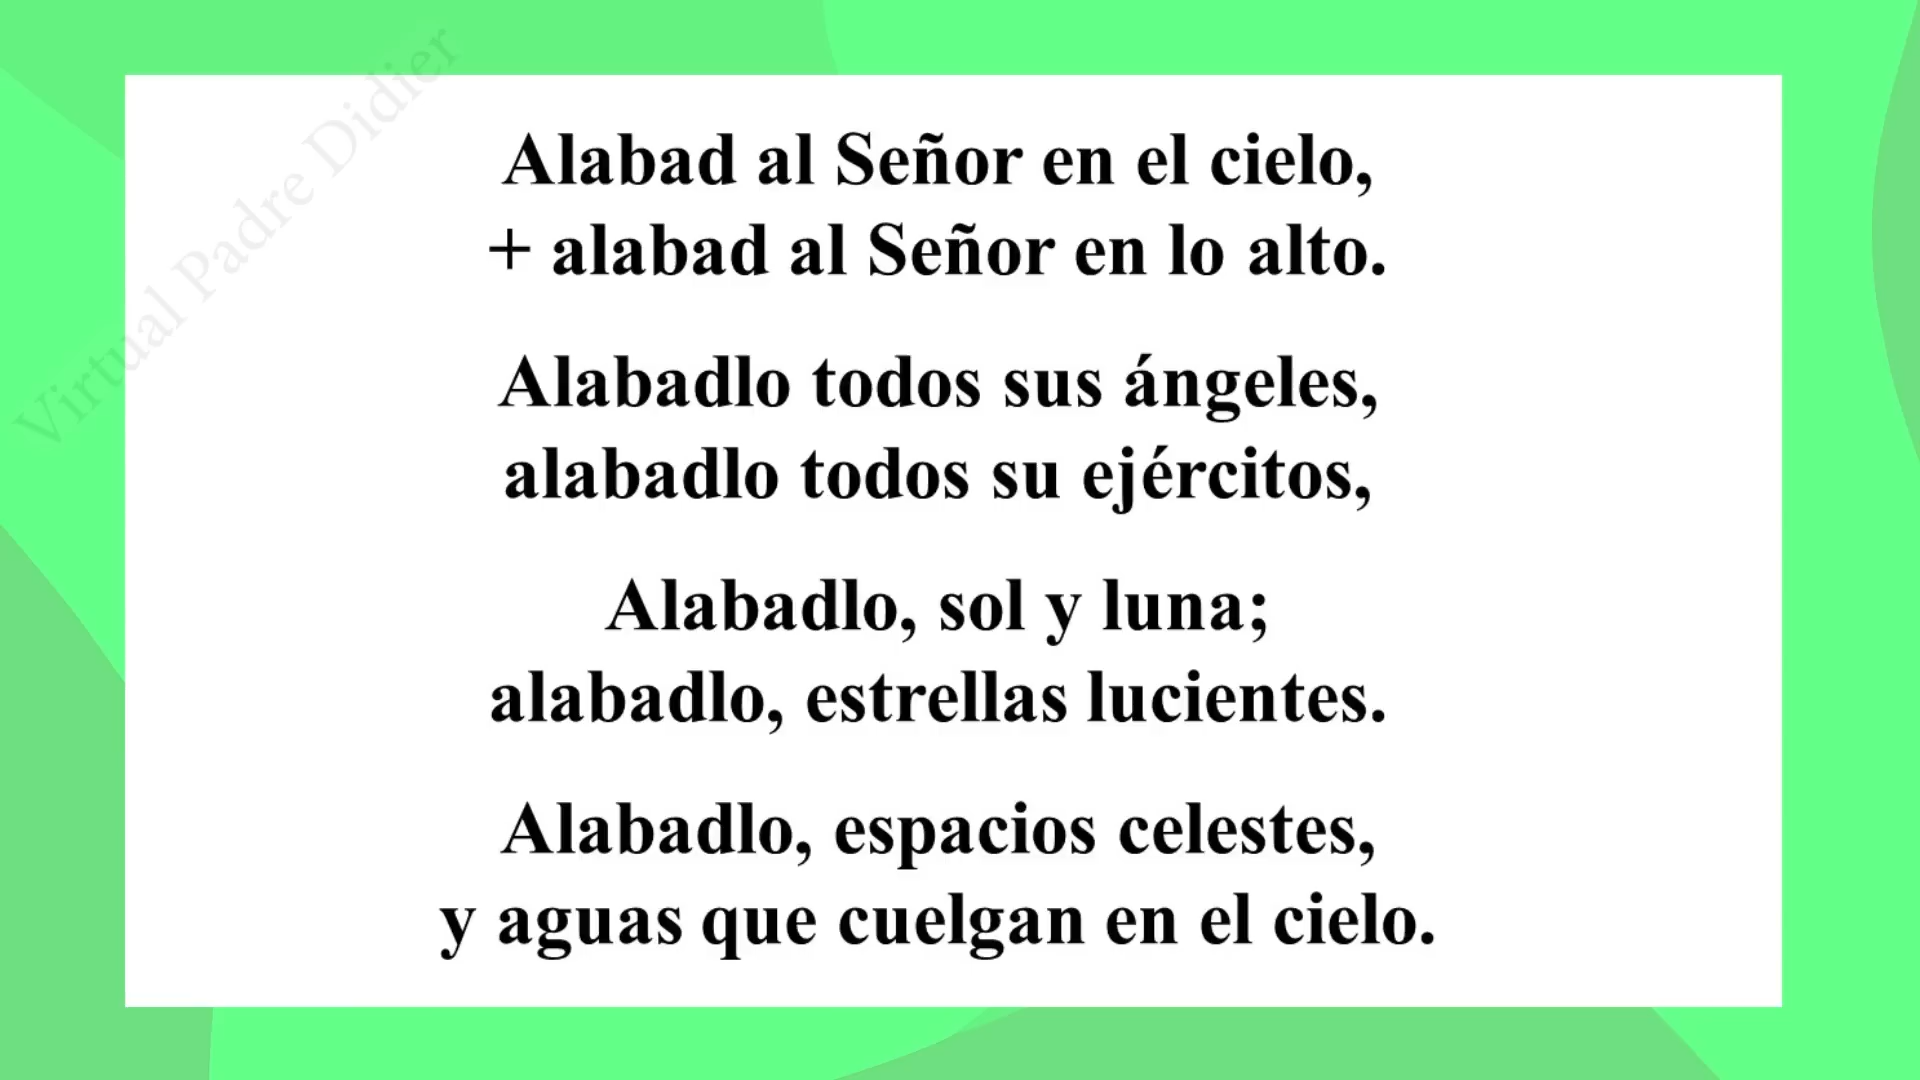 Virtual Padre Didier
Alabad al Señor en el cielo,
+ alabad al Señor en lo alto.
Alabadlo todos sus ángeles,
alabadlo todos su ejércitos,
Alabadlo, sol y luna;
alabadlo, estrellas lucientes.
Alabadlo, espacios celestes,
y aguas que cuelgan en el cielo.